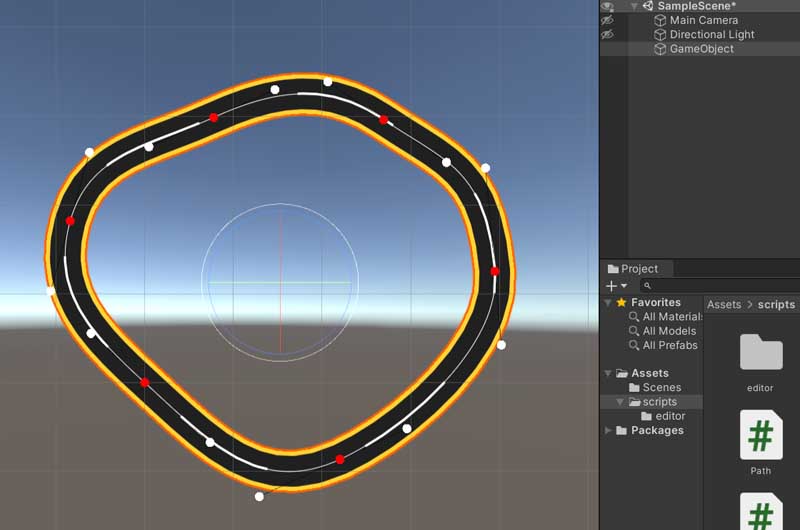 SampleScene*
Main Camera
Directional Light
GameObject
Project
Favorites
All Material
All Models
All Prefabs
Assets
Scenes
scripts
editor
Packages
Assets > scripts
editor
#
Path
#